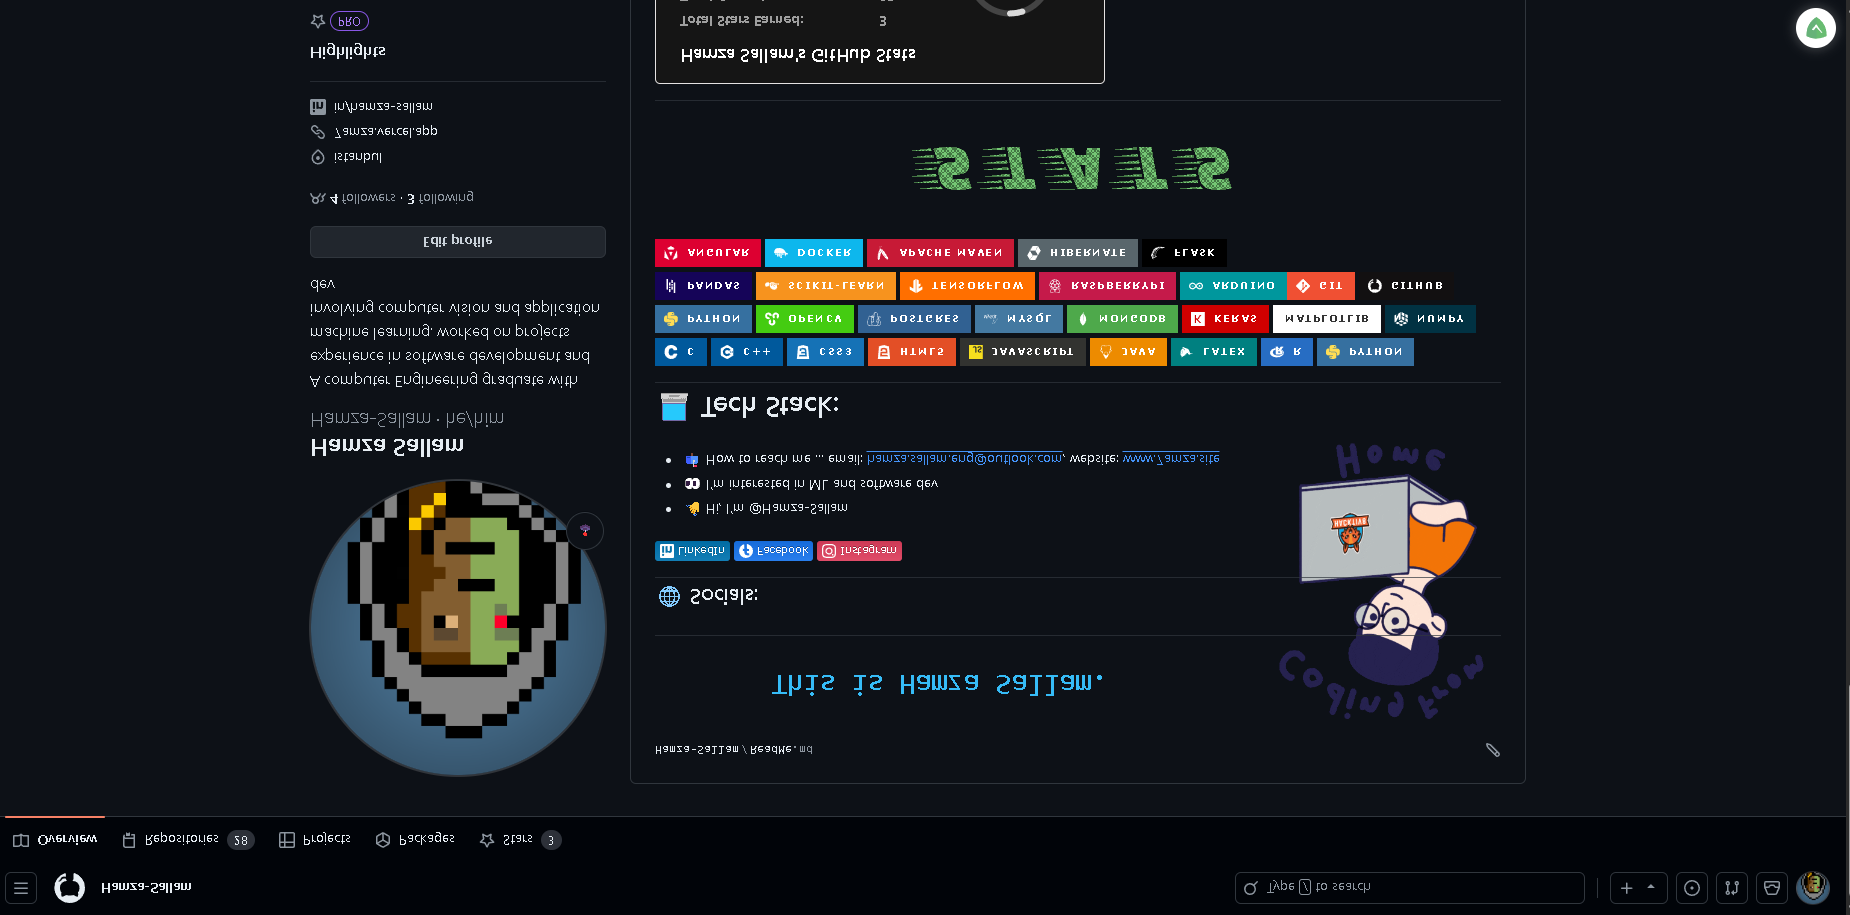 Hamza-Sallam
Type / to search
Overview
Repositories 28
Projects
Packages
Stars 3
Hamza Sallam
Hamza-Sallam · he/him
A computer Engineering graduate with
experience in software development and
machine learning. worked on projects
involving computer vision and application
dev
Edit profile
4 followers · 3 following
istanbul
7amza.vercel.app
in/hamza-sallam
Highlights
PRO
Hamza-Sallam / ReadMe.md
This is Hamza Sallam.
Coding From
Home
HACKTIV8
Socials:
LinkedIn Facebook Instagram
Hi, I'm @Hamza-Sallam
I'm interested in ML and software dev
How to reach me ... email: hamza.sallam.eng@outlook.com, website: www.7amza.site
Tech Stack:
C C++ CSS3 HTML5 JAVASCRIPT JAVA LATEX R PYTHON
PYTHON OPENCV POSTGRES MYSQL MONGODB KERAS MATPLOTLIB NUMPY
PANDAS SCIKIT-LEARN TENSORFLOW RASPBERRYPI ARDUINO GIT GITHUB
ANGULAR DOCKER APACHE MAVEN HIBERNATE FLASK
STATS
Hamza Sallam's GitHub Stats
Total Stars Earned: 3